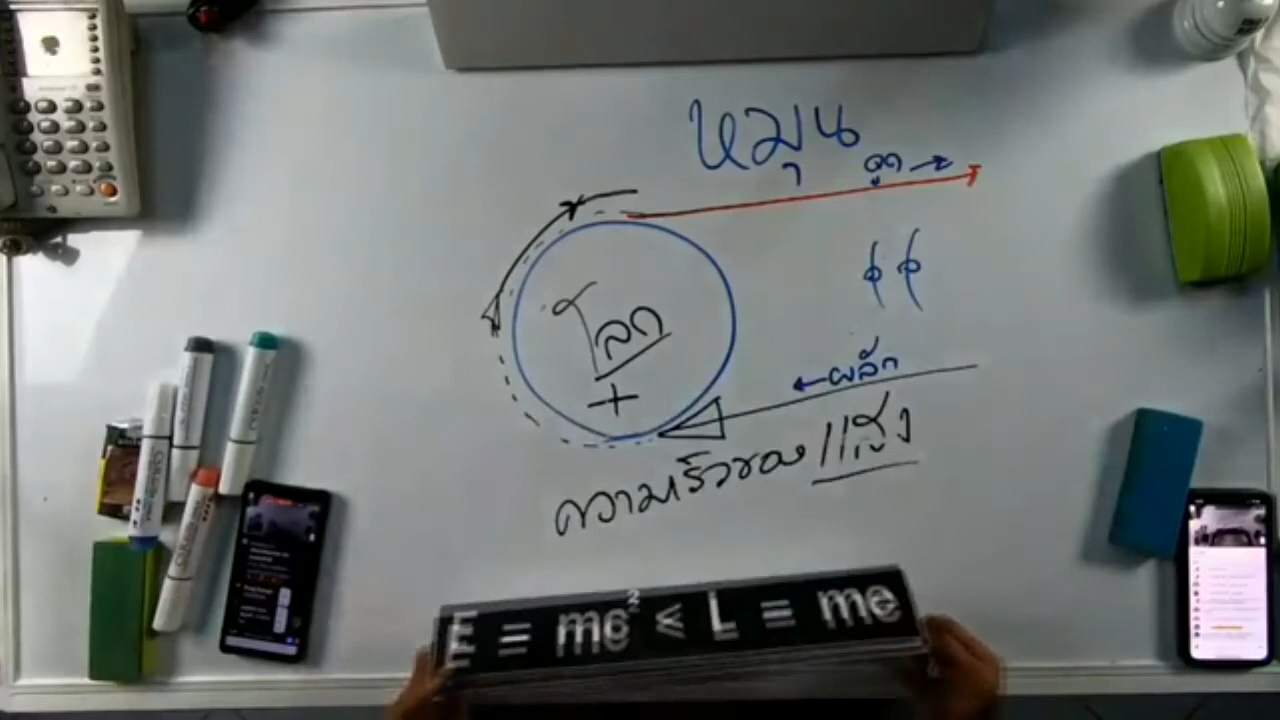 หมุน
ดูด →
โลก
+
← ผลัก
ความเร็วของแสง
E = mc² < L = me